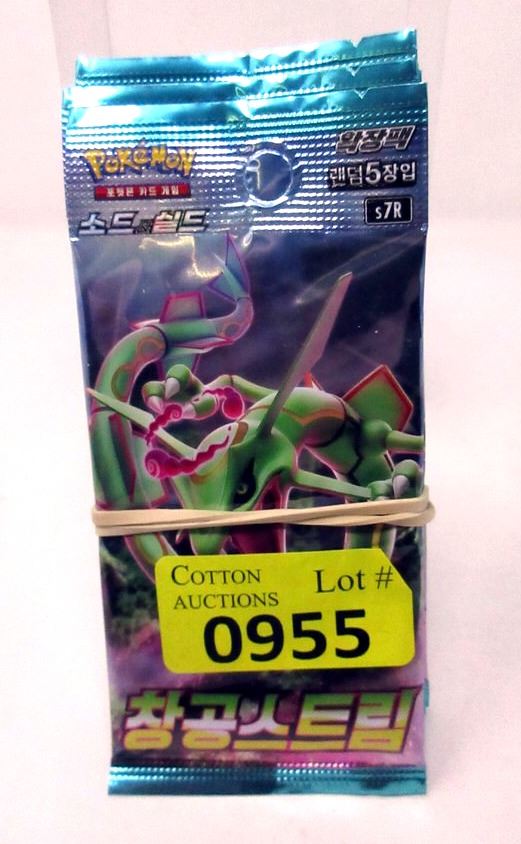 Pokémon
포켓몬 카드 게임
소드&실드
확장팩
랜덤5장입
s7R
COTTON
AUCTIONS
Lot #
0955
창공스트림